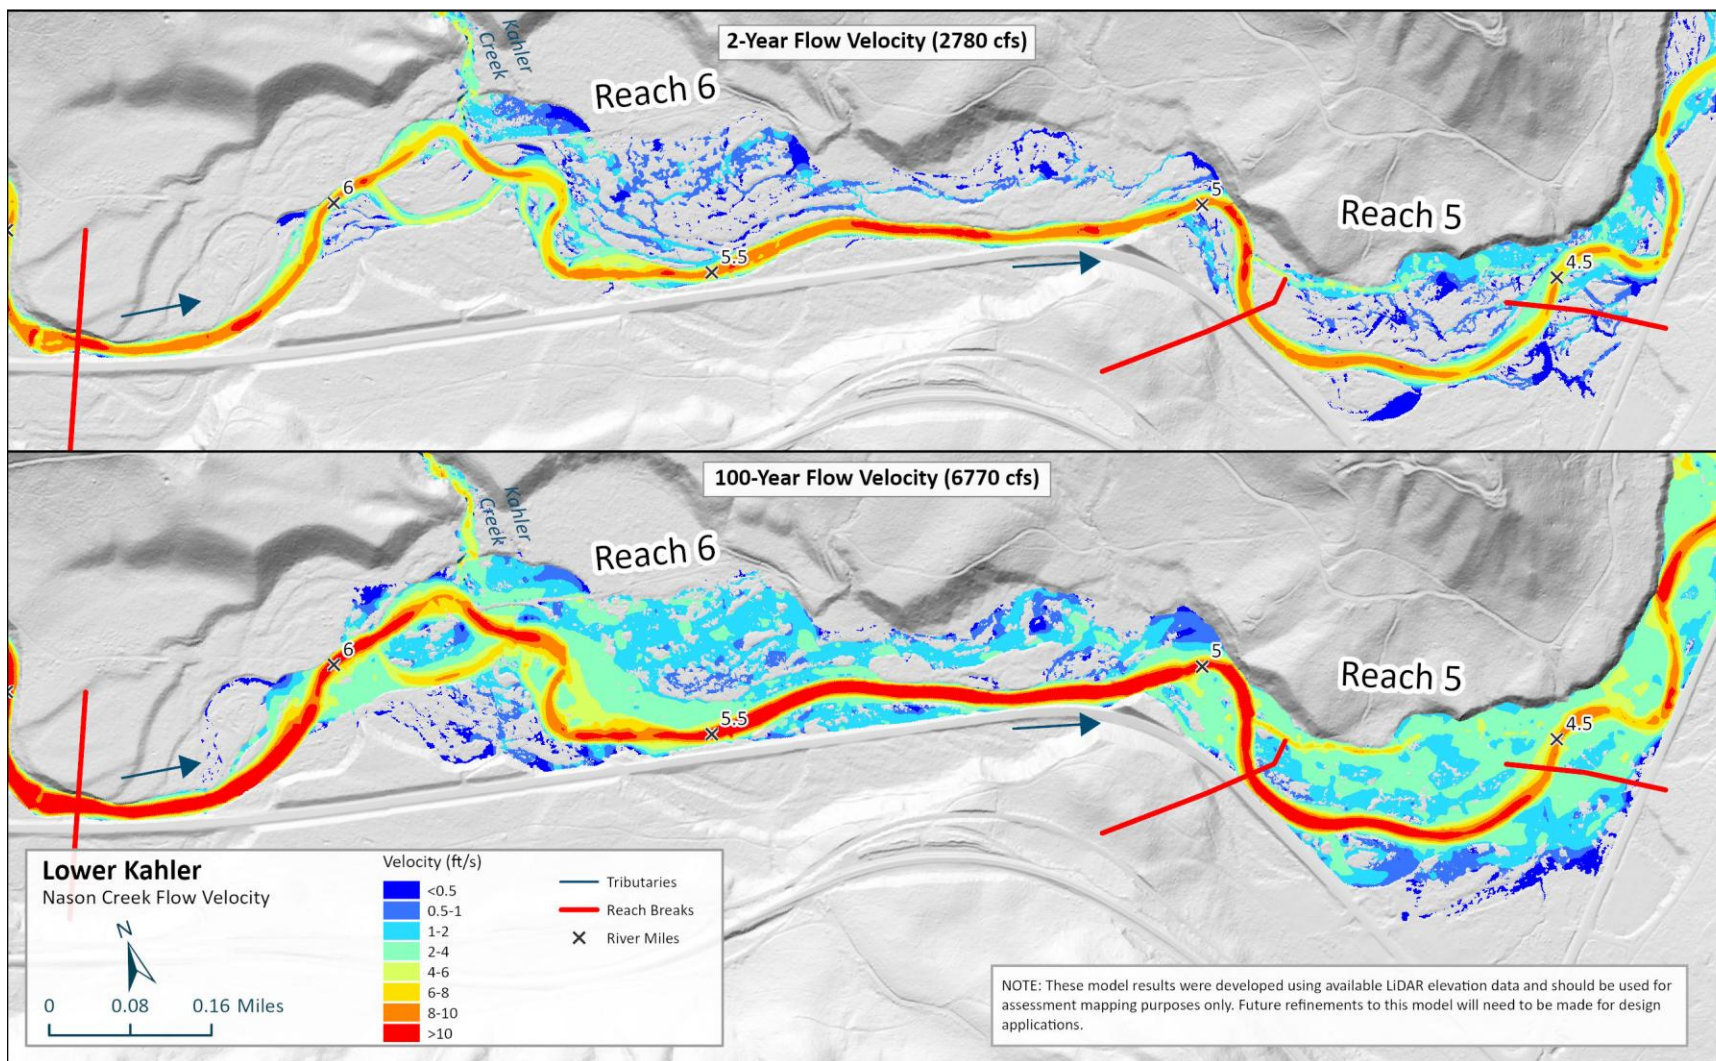 2-Year Flow Velocity (2780 cfs)
Kahler
Creek
Reach 6
6
5.5
5
Reach 5
4.5
100-Year Flow Velocity (6770 cfs)
Kahler
Creek
Reach 6
6
5.5
5
Reach 5
4.5
Lower Kahler
Nason Creek Flow Velocity
N
0 0.08 0.16 Miles
Velocity (ft/s)
<0.5
0.5-1
1-2
2-4
4-6
6-8
8-10
>10
Tributaries
Reach Breaks
River Miles
NOTE: These model results were developed using available LiDAR elevation data and should be used for
assessment mapping purposes only. Future refinements to this model will need to be made for design
applications.